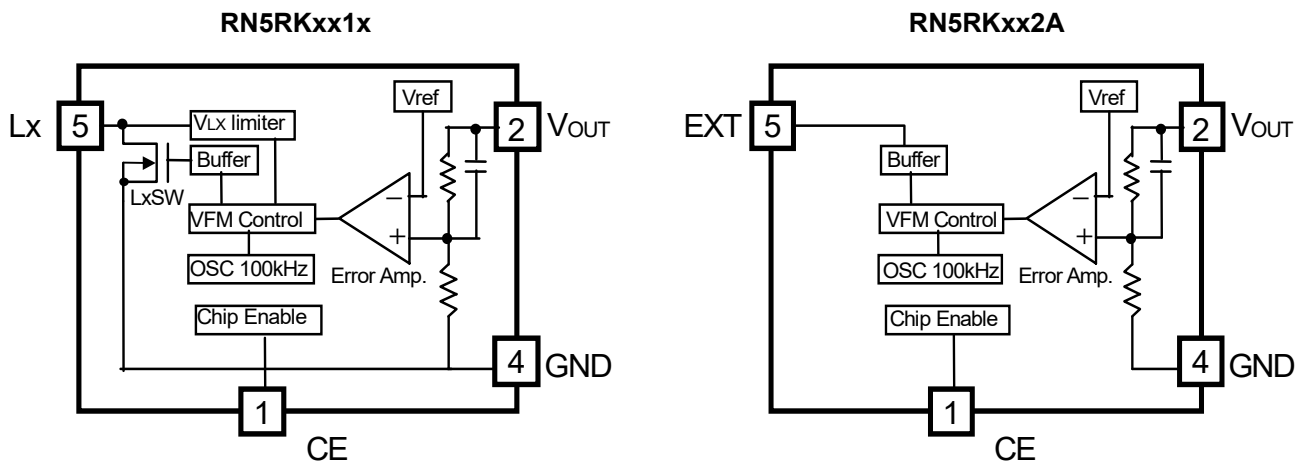 RN5RKxx1x
Lx
5
VLX limiter
Vref
2
VOUT
Buffer
LxSW
−
VFM Control
+
OSC 100kHz
Error Amp.
Chip Enable
4
GND
1
CE
RN5RKxx2A
EXT
5
Vref
2
VOUT
Buffer
−
VFM Control
+
OSC 100kHz
Error Amp.
Chip Enable
4
GND
1
CE